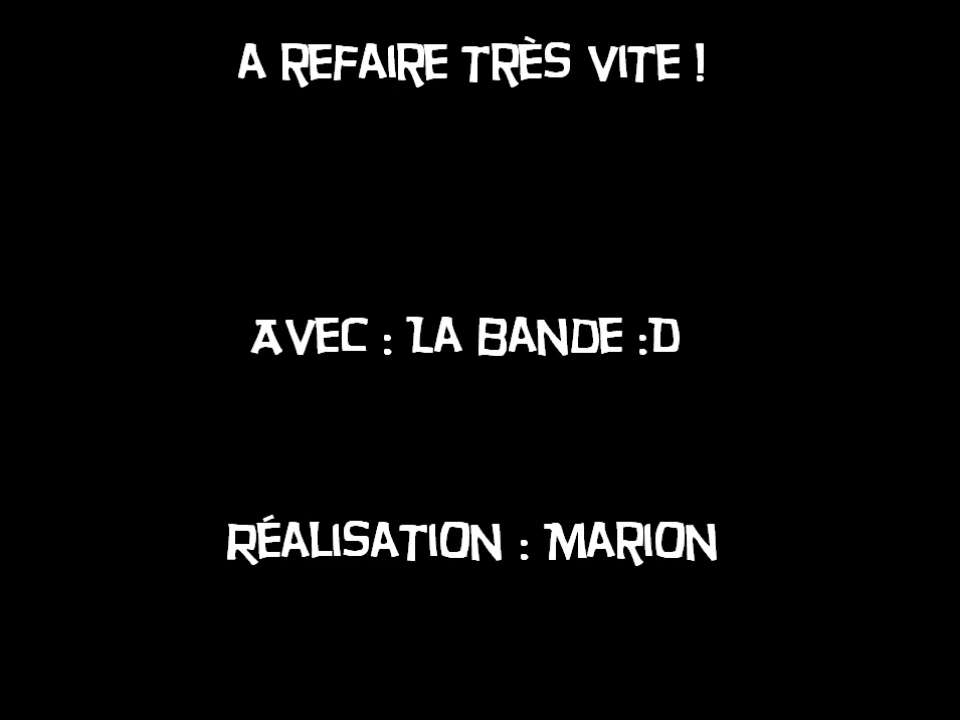 A REFAIRE TRÈS VITE !
AVEC : LA BANDE :D
RÉALISATION : MARION